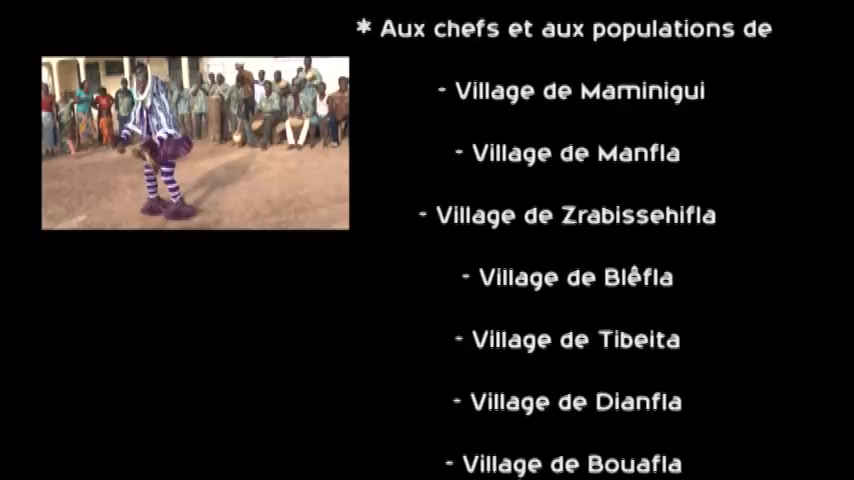 * Aux chefs et aux populations de
- Village de Maminigui
- Village de Manfla
- Village de Zrabissehifla
- Village de Blêfla
- Village de Tibeita
- Village de Dianfla
- Village de Bouafla